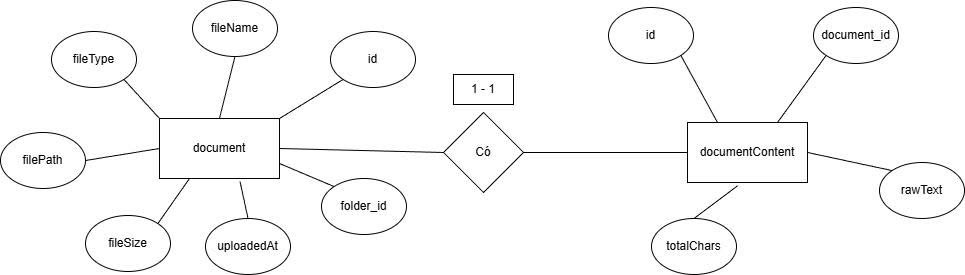 fileName
id
document_id
fileType
id
1 - 1
document
Có
documentContent
filePath
rawText
folder_id
fileSize
uploadedAt
totalChars